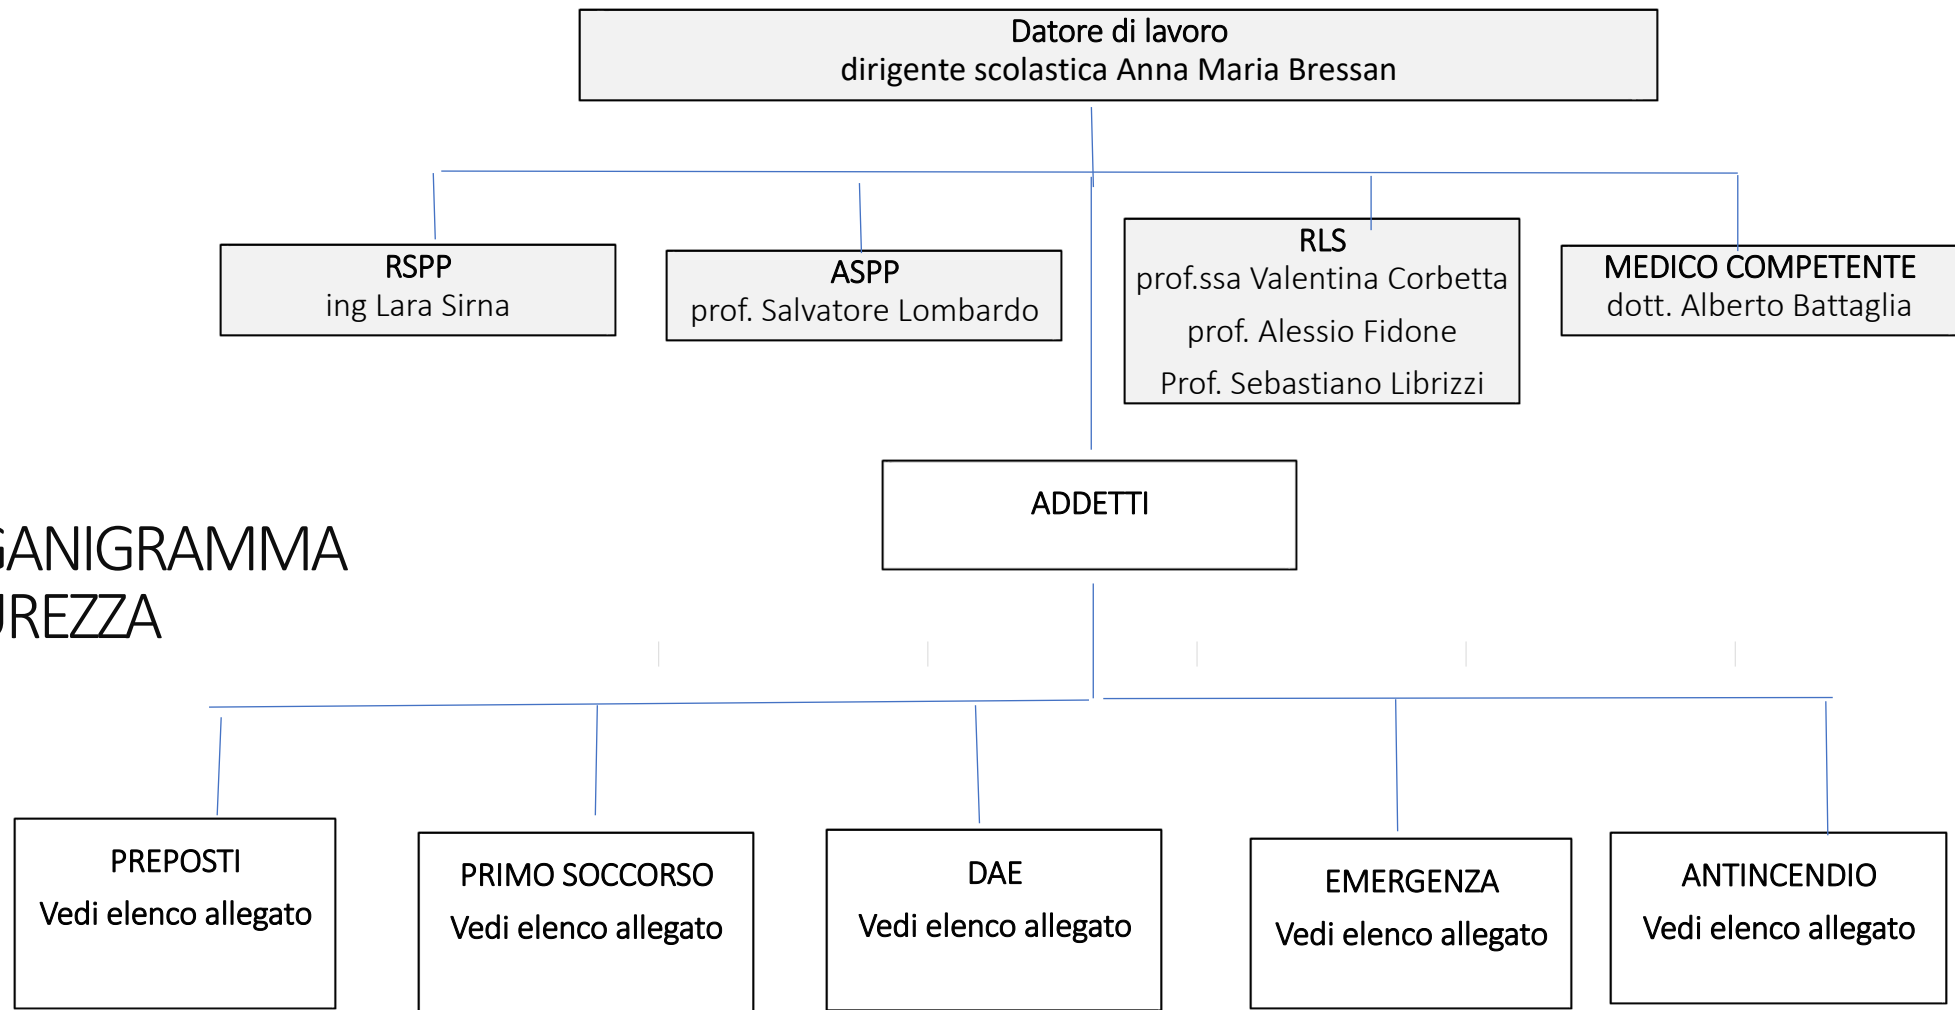 Datore di lavoro
dirigente scolastica Anna Maria Bressan
RSPP
ing Lara Sirna
ASPP
prof. Salvatore Lombardo
RLS
prof.ssa Valentina Corbetta
prof. Alessio Fidone
Prof. Sebastiano Librizzi
MEDICO COMPETENTE
dott. Alberto Battaglia
ADDETTI
GANIGRAMMA
UREZZA
PREPOSTI
Vedi elenco allegato
PRIMO SOCCORSO
Vedi elenco allegato
DAE
Vedi elenco allegato
EMERGENZA
Vedi elenco allegato
ANTINCENDIO
Vedi elenco allegato